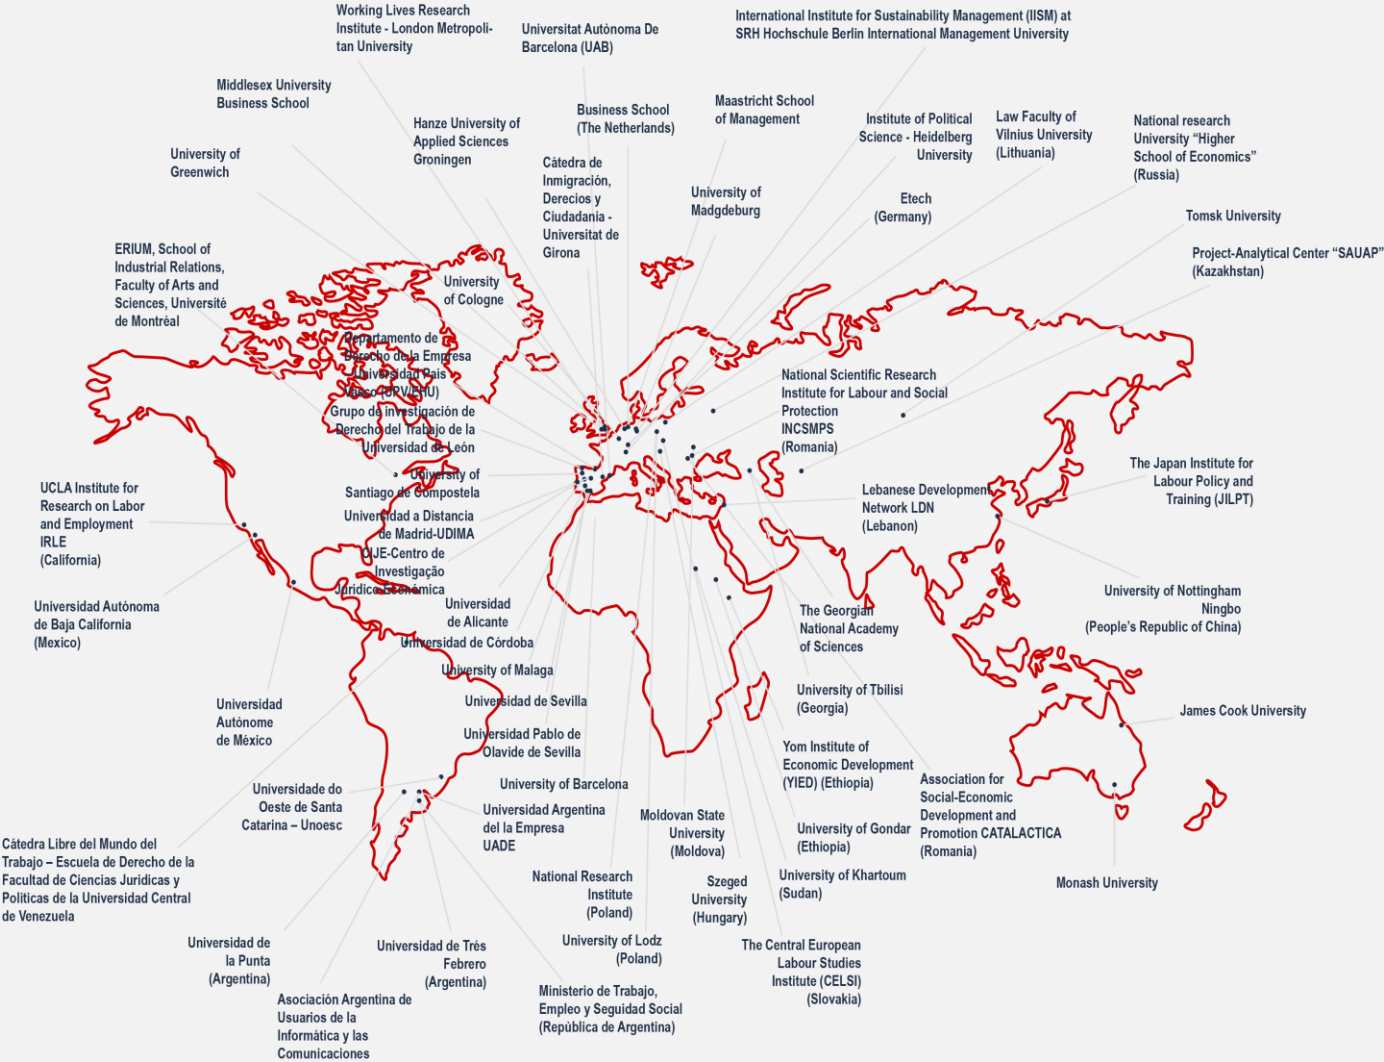 Working Lives Research
Institute - London Metropoli-
tan University
Universitat Autònoma De
Barcelona (UAB)
International Institute for Sustainability Management (IISM) at
SRH Hochschule Berlin International Management University
Middlesex University
Business School
Hanze University of
Applied Sciences
Groningen
Business School
(The Netherlands)
Maastricht School
of Management
Institute of Political
Science - Heidelberg
University
Law Faculty of
Vilnius University
(Lithuania)
National research
University “Higher
School of Economics”
(Russia)
University of
Greenwich
Cátedra de
Inmigración,
Derecios y
Ciudadania -
Universitat de
Girona
University of
Madgdeburg
Etech
(Germany)
Tomsk University
Project-Analytical Center “SAUAP”
(Kazakhstan)
ERIUM, School of
Industrial Relations,
Faculty of Arts and
Sciences, Université
de Montréal
University
of Cologne
Departamento de
Derecho de la Empresa
– Universidad Pais
Vasco (UPV/EHU)
Grupo de investigación de
Derecho del Trabajo de la
Universidad de León
University of
Santiago de Compostela
Universidad a Distancia
de Madrid-UDIMA
CIJE-Centro de
Investigação
Jurídico-Económica
National Scientific Research
Institute for Labour and Social
Protection
INCSMPS
(Romania)
Lebanese Development
Network LDN
(Lebanon)
The Japan Institute for
Labour Policy and
Training (JILPT)
UCLA Institute for
Research on Labor
and Employment
IRLE
(California)
Universidad Autónoma
de Baja California
(Mexico)
Universidad
de Alicante
Universidad de Córdoba
University of Malaga
Universidad de Sevilla
Universidad Pablo de
Olavide de Sevilla
University of Barcelona
The Georgian
National Academy
of Sciences
University of Nottingham
Ningbo
(People’s Republic of China)
University of Tbilisi
(Georgia)
James Cook University
Universidad
Autónome
de México
Yom Institute of
Economic Development
(YIED) (Ethiopia)
Association for
Social-Economic
Development and
Promotion CATALACTICA
(Romania)
Universidade do
Oeste de Santa
Catarina – Unoesc
Universidad Argentina
del la Empresa
UADE
Moldovan State
University
(Moldova)
University of Gondar
(Ethiopia)
Cátedra Libre del Mundo del
Trabajo – Escuela de Derecho de la
Facultad de Ciencias Jurídicas y
Políticas de la Universidad Central
de Venezuela
National Research
Institute
(Poland)
Szeged
University
(Hungary)
University of Khartoum
(Sudan)
Monash University
Universidad de
la Punta
(Argentina)
Universidad de Três
Febrero
(Argentina)
University of Lodz
(Poland)
The Central European
Labour Studies
Institute (CELSI)
(Slovakia)
Asociación Argentina de
Usuarios de la
Informática y las
Comunicaciones
Ministerio de Trabajo,
Empleo y Seguidad Social
(República de Argentina)